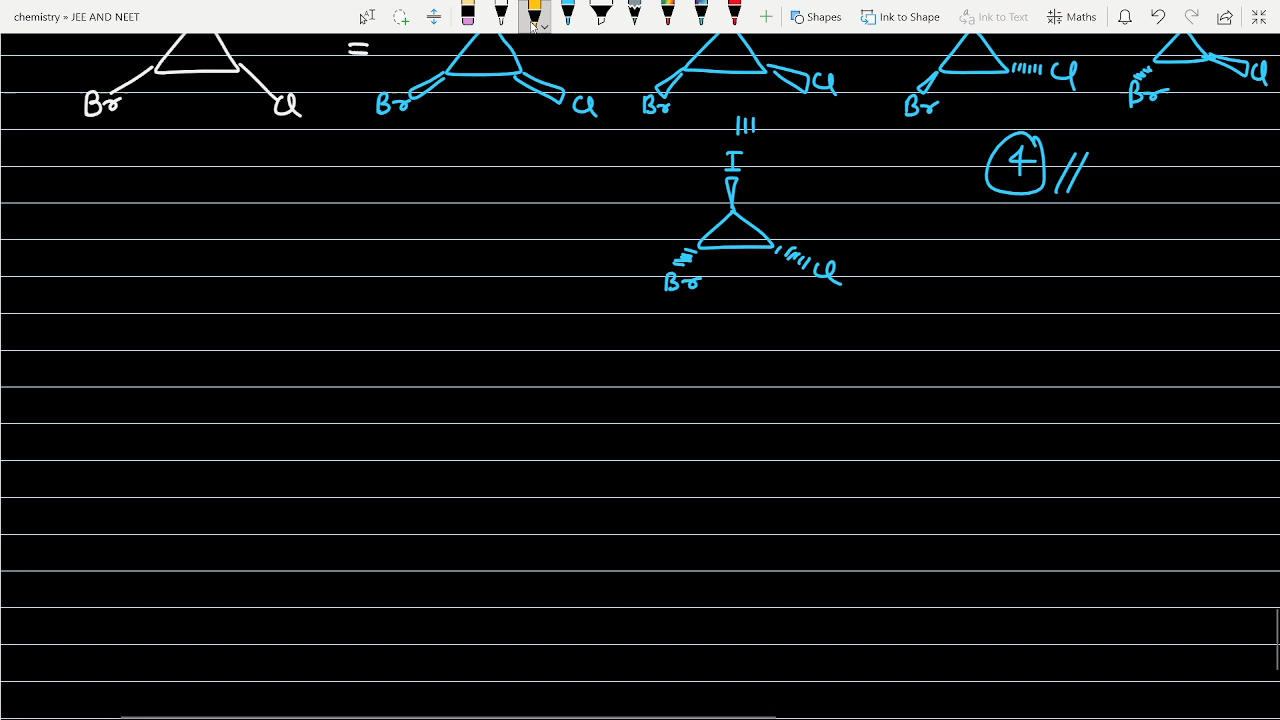 chemistry » JEE AND NEET Shapes Ink to Shape Ink to Text Maths
=
Br Cl Br Cl Br Cl Br Cl Br Cl
III
I 4 //
Br Cl